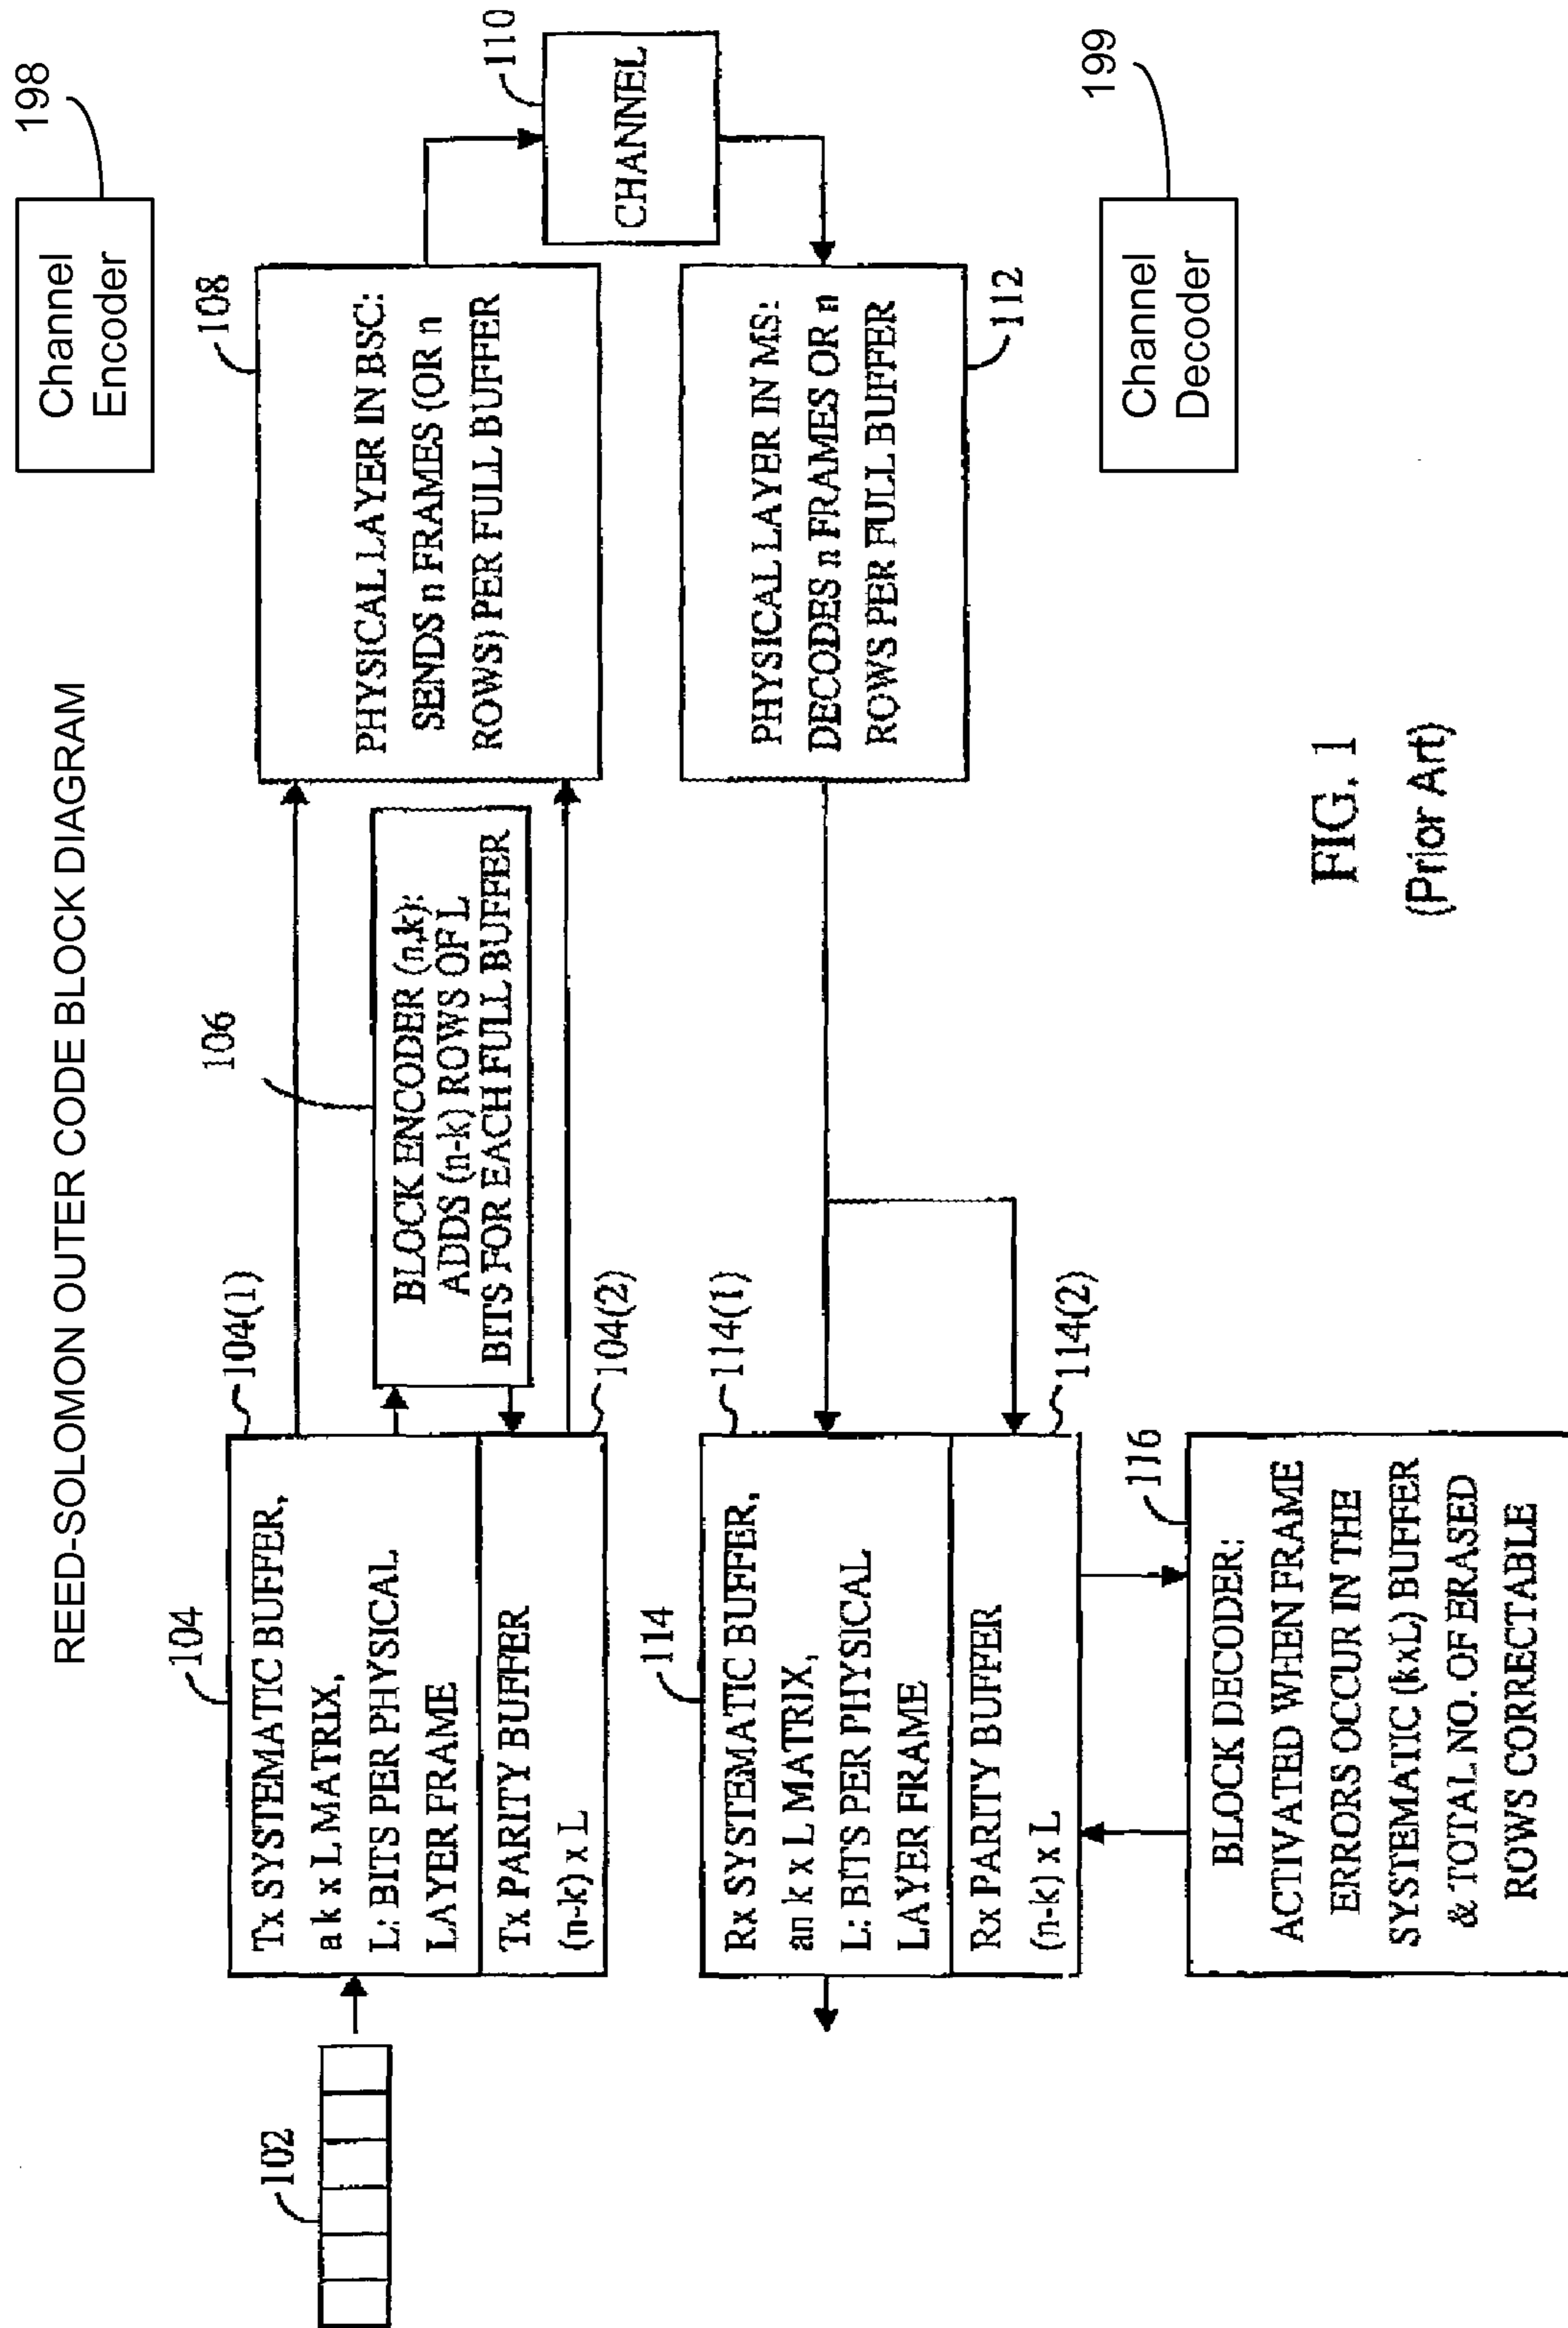 REED-SOLOMON OUTER CODE BLOCK DIAGRAM
198
Channel
Encoder
102
104
104(1)
Tx SYSTEMATIC BUFFER,
a k x L MATRIX,
L: BITS PER PHYSICAL
LAYER FRAME
Tx PARITY BUFFER
(n-k) x L
104(2)
106
BLOCK ENCODER (n,k):
ADDS (n-k) ROWS OF L
BITS FOR EACH FULL BUFFER
108
PHYSICAL LAYER IN BSC:
SENDS n FRAMES (OR n
ROWS) PER FULL BUFFER
110
CHANNEL
114
114(1)
Rx SYSTEMATIC BUFFER,
an k x L MATRIX,
L: BITS PER PHYSICAL
LAYER FRAME
Rx PARITY BUFFER
(n-k) x L
114(2)
PHYSICAL LAYER IN MS:
DECODES n FRAMES OR n
ROWS PER FULL BUFFER
112
116
BLOCK DECODER:
ACTIVATED WHEN FRAME
ERRORS OCCUR IN THE
SYSTEMATIC (kxL) BUFFER
& TOTAL NO. OF ERASED
ROWS CORRECTABLE
199
Channel
Decoder
FIG. 1
(Prior Art)